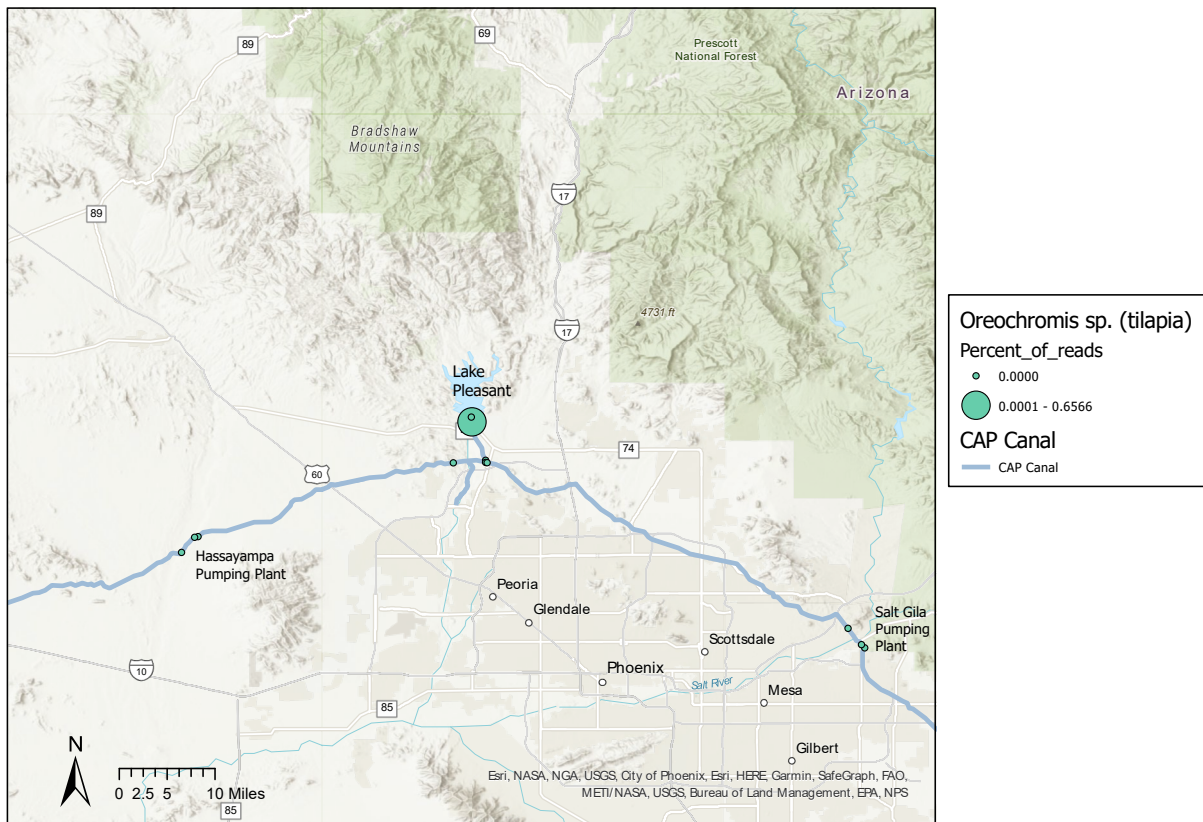 89
69
Prescott
National Forest
Arizona
Bradshaw
Mountains
17
89
4731 ft
17
Lake
Pleasant
74
60
Hassayampa
Pumping Plant
Peoria
Glendale
Salt Gila
Pumping
Plant
Scottsdale
Phoenix
10
Salt River
Mesa
85
Gilbert
N
0 2.5 5 10 Miles
85
Esri, NASA, NGA, USGS, City of Phoenix, Esri, HERE, Garmin, SafeGraph, FAO,
METI/NASA, USGS, Bureau of Land Management, EPA, NPS
Oreochromis sp. (tilapia)
Percent_of_reads
0.0000
0.0001 - 0.6566
CAP Canal
CAP Canal